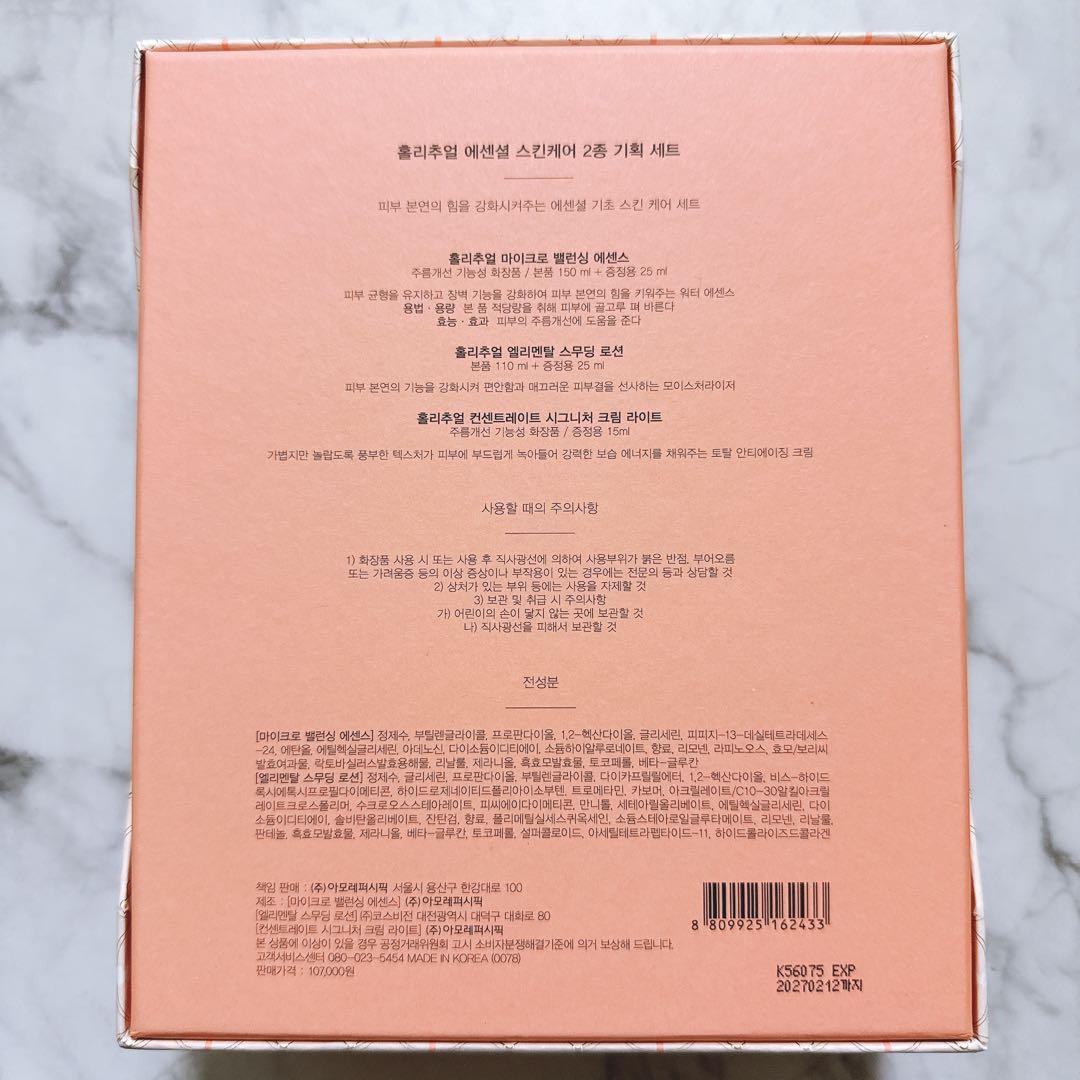 홀리추얼 에센셜 스킨케어 2종 기획 세트
피부 본연의 힘을 강화시켜주는 에센셜 기초 스킨 케어 세트
홀리추얼 마이크로 밸런싱 에센스
주름개선 기능성 화장품 / 본품 150 ml + 증정용 25 ml
피부 균형을 유지하고 장벽 기능을 강화하여 피부 본연의 힘을 키워주는 워터 에센스
용법 · 용량 본 품 적당량을 취해 피부에 골고루 펴 바른다
효능 · 효과 피부의 주름개선에 도움을 준다
홀리추얼 엘리멘탈 스무딩 로션
본품 110 ml + 증정용 25 ml
피부 본연의 기능을 강화시켜 편안함과 매끄러운 피부결을 선사하는 모이스처라이저
홀리추얼 컨센트레이트 시그니처 크림 라이트
주름개선 기능성 화장품 / 증정용 15ml
가볍지만 놀랍도록 풍부한 텍스처가 피부에 부드럽게 녹아들어 강력한 보습 에너지를 채워주는 토탈 안티에이징 크림
사용할 때의 주의사항
1) 화장품 사용 시 또는 사용 후 직사광선에 의하여 사용부위가 붉은 반점, 부어오름
또는 가려움증 등의 이상 증상이나 부작용이 있는 경우에는 전문의 등과 상담할 것
2) 상처가 있는 부위 등에는 사용을 자제할 것
3) 보관 및 취급 시 주의사항
가) 어린이의 손이 닿지 않는 곳에 보관할 것
나) 직사광선을 피해서 보관할 것
전성분
[마이크로 밸런싱 에센스] 정제수, 부틸렌글라이콜, 프로판다이올, 1,2-헥산다이올, 글리세린, 피피지-13-데실테트라데세스
-24, 에탄올, 에틸헥실글리세린, 아데노신, 다이소듐이디티에이, 소듐하이알루로네이트, 향료, 리모넨, 라피노오스, 효모/보리씨
발효여과물, 락토바실러스발효용해물, 리날룰, 제라니올, 흑효모발효물, 토코페롤, 베타-글루칸
[엘리멘탈 스무딩 로션] 정제수, 글리세린, 프로판다이올, 부틸렌글라이콜, 다이카프릴릴에터, 1,2-헥산다이올, 비스-하이드
록시에톡시프로필다이메티콘, 하이드로제네이티드폴리아이소부텐, 트로메타민, 카보머, 아크릴레이트/C10-30알킬아크릴
레이트크로스폴리머, 수크로오스스테아레이트, 피씨에이다이메티콘, 만니톨, 세테아릴올리베이트, 에틸헥실글리세린, 다이
소듐이디티에이, 솔비탄올리베이트, 잔탄검, 향료, 폴리메틸실세스퀴옥세인, 소듐스테아로일글루타메이트, 리모넨, 리날룰,
판테놀, 흑효모발효물, 제라니올, 베타-글루칸, 토코페롤, 설퍼콜로이드, 아세틸테트라펩타이드-11, 하이드롤라이즈드콜라겐
책임 판매 : (주)아모레퍼시픽 서울시 용산구 한강대로 100
제조 : [마이크로 밸런싱 에센스] (주)아모레퍼시픽
[엘리멘탈 스무딩 로션] (주)코스비전 대전광역시 대덕구 대화로 80
[컨센트레이트 시그니처 크림 라이트] (주)아모레퍼시픽
본 상품에 이상이 있을 경우 공정거래위원회 고시 소비자분쟁해결기준에 의거 보상해 드립니다.
고객서비스센터 080-023-5454 MADE IN KOREA (0078)
판매가격 : 107,000원
8 809925 162433
K56075 EXP
20270212까지